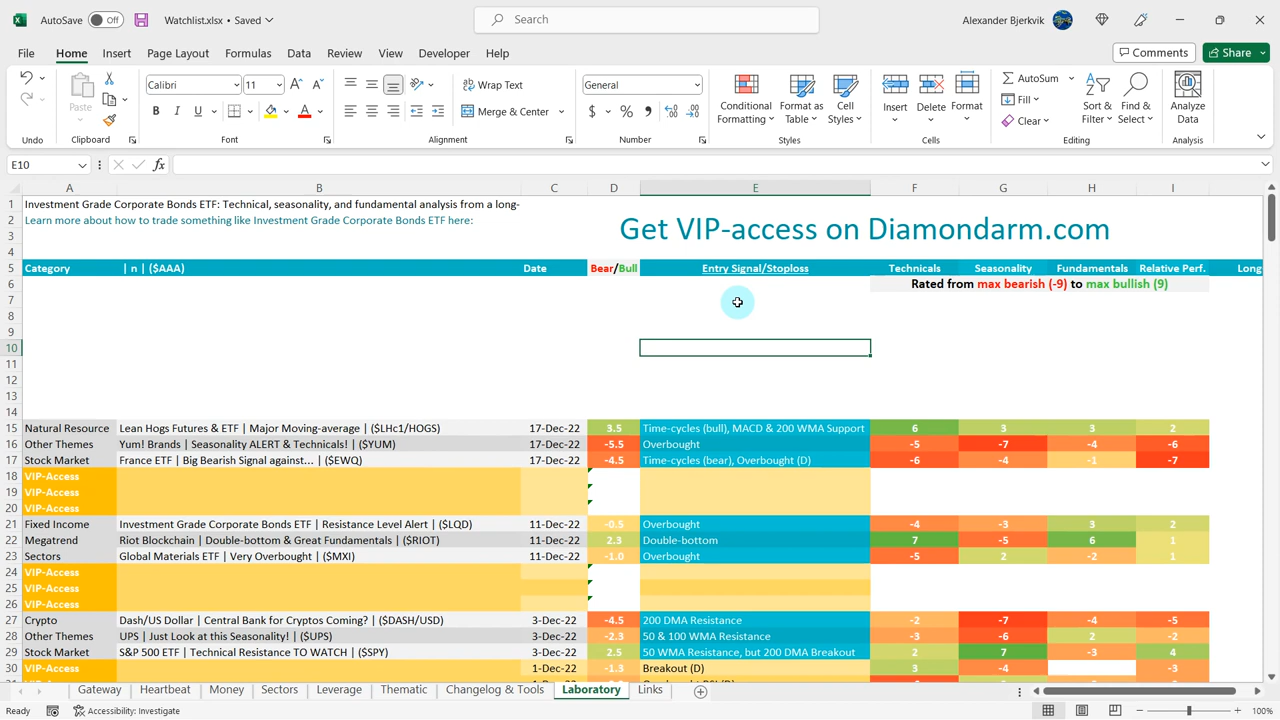 AutoSave Off Watchlist.xlsx • Saved Search Alexander Bjerkvik
File Home Insert Page Layout Formulas Data Review View Developer Help Comments Share
Calibri 11 Wrap Text General AutoSum
Paste B I U Merge & Center $ % Conditional Formatting Format as Table Cell Styles Insert Delete Format Fill Clear Sort & Filter Find & Select Analyze Data
Undo Clipboard Font Alignment Number Styles Cells Editing Analysis
E10 fx
A B C D E F G H I
1 Investment Grade Corporate Bonds ETF: Technical, seasonality, and fundamental analysis from a long-
2 Learn more about how to trade something like Investment Grade Corporate Bonds ETF here:
3 Get VIP-access on Diamondarm.com
4
5 Category | n | ($AAA) Date Bear/Bull Entry Signal/Stoploss Technicals Seasonality Fundamentals Relative Perf. Long
6 Rated from max bearish (-9) to max bullish (9)
7
8
9
10
11
12
13
14
15 Natural Resource Lean Hogs Futures & ETF | Major Moving-average | ($LHc1/HOGS) 17-Dec-22 3.5 Time-cycles (bull), MACD & 200 WMA Support 6 3 3 2
16 Other Themes Yum! Brands | Seasonality ALERT & Technicals! | ($YUM) 17-Dec-22 -5.5 Overbought -5 -7 -4 -6
17 Stock Market France ETF | Big Bearish Signal against... | ($EWQ) 17-Dec-22 -4.5 Time-cycles (bear), Overbought (D) -6 -4 -1 -7
18 VIP-Access
19 VIP-Access
20 VIP-Access
21 Fixed Income Investment Grade Corporate Bonds ETF | Resistance Level Alert | ($LQD) 11-Dec-22 -0.5 Overbought -4 -3 3 2
22 Megatrend Riot Blockchain | Double-bottom & Great Fundamentals | ($RIOT) 11-Dec-22 2.3 Double-bottom 7 -5 6 1
23 Sectors Global Materials ETF | Very Overbought | ($MXI) 11-Dec-22 -1.0 Overbought -5 2 -2 1
24 VIP-Access
25 VIP-Access
26 VIP-Access
27 Crypto Dash/US Dollar | Central Bank for Cryptos Coming? | ($DASH/USD) 3-Dec-22 -4.5 200 DMA Resistance -2 -7 -4 -5
28 Other Themes UPS | Just Look at this Seasonality! | ($UPS) 3-Dec-22 -2.3 50 & 100 WMA Resistance -3 -6 2 -2
29 Stock Market S&P 500 ETF | Technical Resistance TO WATCH | ($SPY) 3-Dec-22 2.5 50 WMA Resistance, but 200 DMA Breakout 2 7 -3 4
30 VIP-Access 1-Dec-22 -1.3 Breakout (D) 3 -4 -3
Gateway Heartbeat Money Sectors Leverage Thematic Changelog & Tools Laboratory Links
Ready Accessibility: Investigate 100%